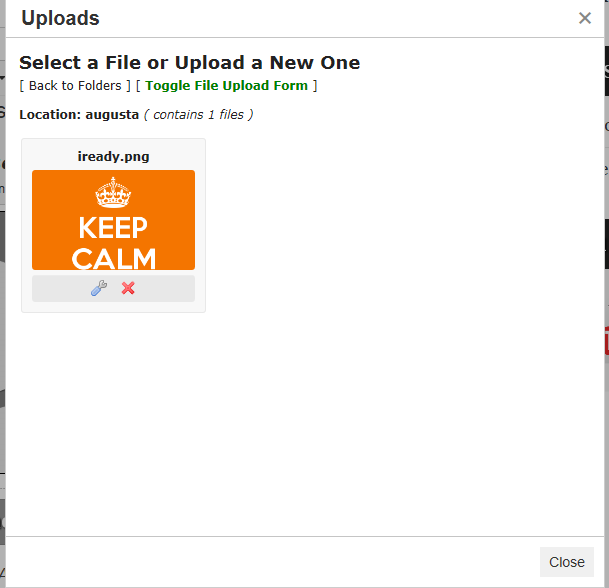 Uploads
Select a File or Upload a New One
[ Back to Folders ] [ Toggle File Upload Form ]
Location: augusta ( contains 1 files )
iready.png
KEEP
CALM
Close